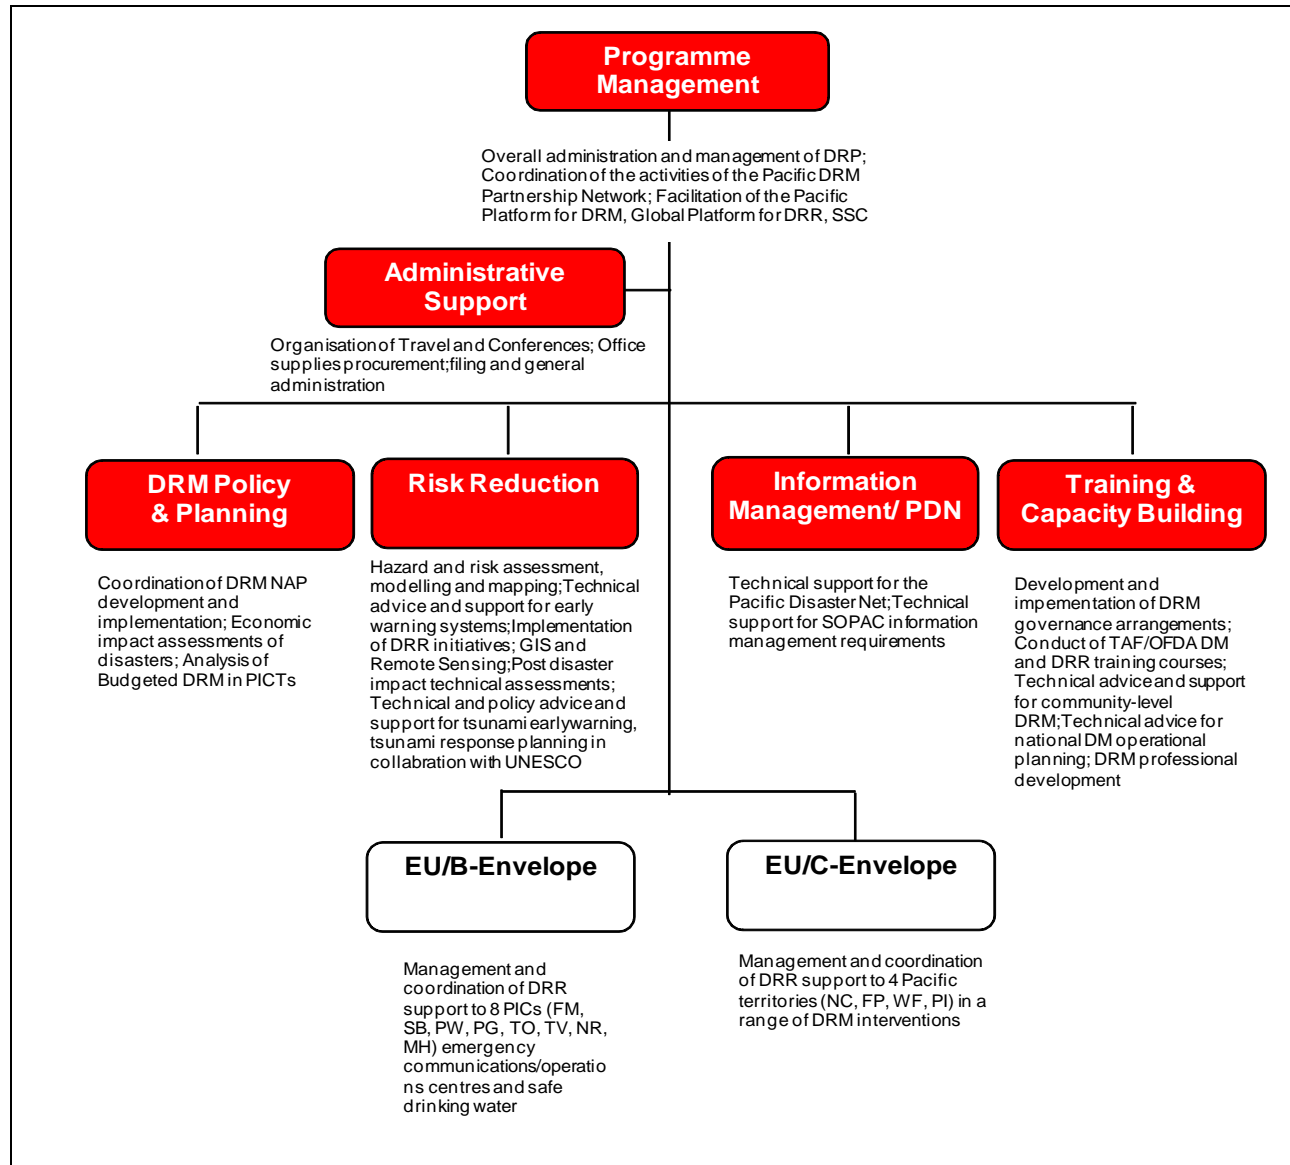 Programme
Management
Overall administration and management of DRP;
Coordination of the activities of the Pacific DRM
Partnership Network; Facilitation of the Pacific
Platform for DRM, Global Platform for DRR, SSC
Administrative
Support
Organisation of Travel and Conferences; Office
supplies procurement;filing and general
administration
DRM Policy
& Planning
Coordination of DRM NAP
development and
implementation; Economic
impact assessments of
disasters; Analysis of
Budgeted DRM in PICTs
Risk Reduction
Hazard and risk assessment,
modelling and mapping;Technical
advice and support for early
warning systems;Implementation
of DRR initiatives; GIS and
Remote Sensing;Post disaster
impact technical assessments;
Technical and policy advice and
support for tsunami early warning,
tsunami response planning in
collabration with UNESCO
Information
Management/ PDN
Technical support for the
Pacific Disaster Net;Technical
support for SOPAC information
management requirements
Training &
Capacity Building
Development and
impementation of DRM
governance arrangements;
Conduct of TAF/OFDA DM
and DRR training courses;
Technical advice and support
for community-level
DRM;Technical advice for
national DM operational
planning; DRM professional
development
EU/B-Envelope
Management and
coordination of DRR
support to 8 PICs (FM,
SB, PW, PG, TO, TV, NR,
MH) emergency
communications/operatio
ns centres and safe
drinking water
EU/C-Envelope
Management and coordination
of DRR support to 4 Pacific
territories (NC, FP, WF, PI) in a
range of DRM interventions